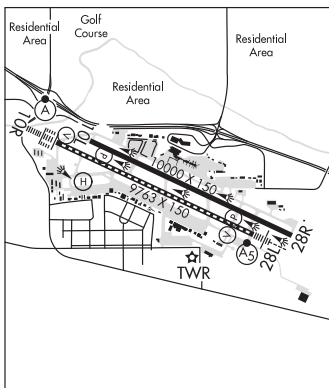 Residential
Area
Golf
Course
Residential
Area
Residential
Area
A
10R
V
P
10L
10000 X 150
H
9763 X 150
P
V
A5
28L
28R
TWR